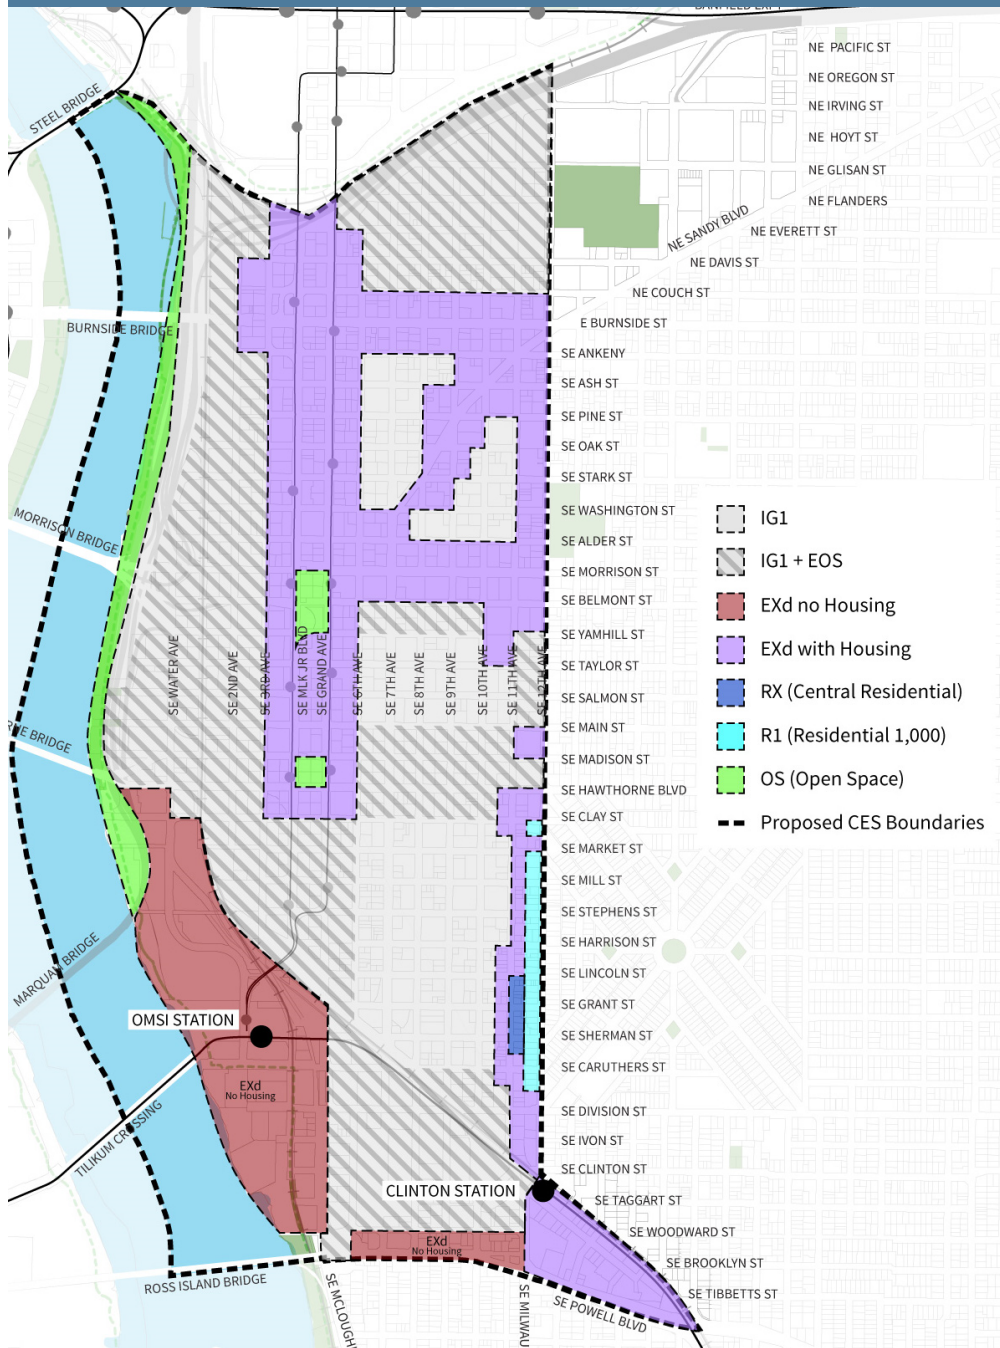 BANFIELD EXPY
NE PACIFIC ST
NE OREGON ST
STEEL BRIDGE
NE IRVING ST
NE HOYT ST
NE GLISAN ST
NE FLANDERS
NE SANDY BLVD
NE EVERETT ST
NE DAVIS ST
NE COUCH ST
BURNSIDE BRIDGE
E BURNSIDE ST
SE ANKENY
SE ASH ST
SE PINE ST
SE OAK ST
SE STARK ST
SE WASHINGTON ST
MORRISON BRIDGE
SE ALDER ST
SE MORRISON ST
SE BELMONT ST
SE YAMHILL ST
SE TAYLOR ST
SE SALMON ST
SE MAIN ST
SE MADISON ST
SE HAWTHORNE BLVD
SE CLAY ST
SE MARKET ST
SE MILL ST
SE STEPHENS ST
SE HARRISON ST
SE LINCOLN ST
SE GRANT ST
SE SHERMAN ST
SE CARUTHERS ST
SE DIVISION ST
SE IVON ST
SE CLINTON ST
SE TAGGART ST
SE WOODWARD ST
SE BROOKLYN ST
SE TIBBETTS ST
SE WATER AVE
SE 2ND AVE
SE 3RD AVE
SE MLK JR BLVD
SE GRAND AVE
SE 6TH AVE
SE 7TH AVE
SE 8TH AVE
SE 9TH AVE
SE 10TH AVE
SE 11TH AVE
SE 12TH AVE
IG1
IG1 + EOS
EXd no Housing
EXd with Housing
RX (Central Residential)
R1 (Residential 1,000)
OS (Open Space)
Proposed CES Boundaries
RNE BRIDGE
MARQUAM BRIDGE
OMSI STATION
EXd
No Housing
TILIKUM CROSSING
CLINTON STATION
EXd
No Housing
ROSS ISLAND BRIDGE
SE MCLOUGH
SE MILWAU
SE POWELL BLVD